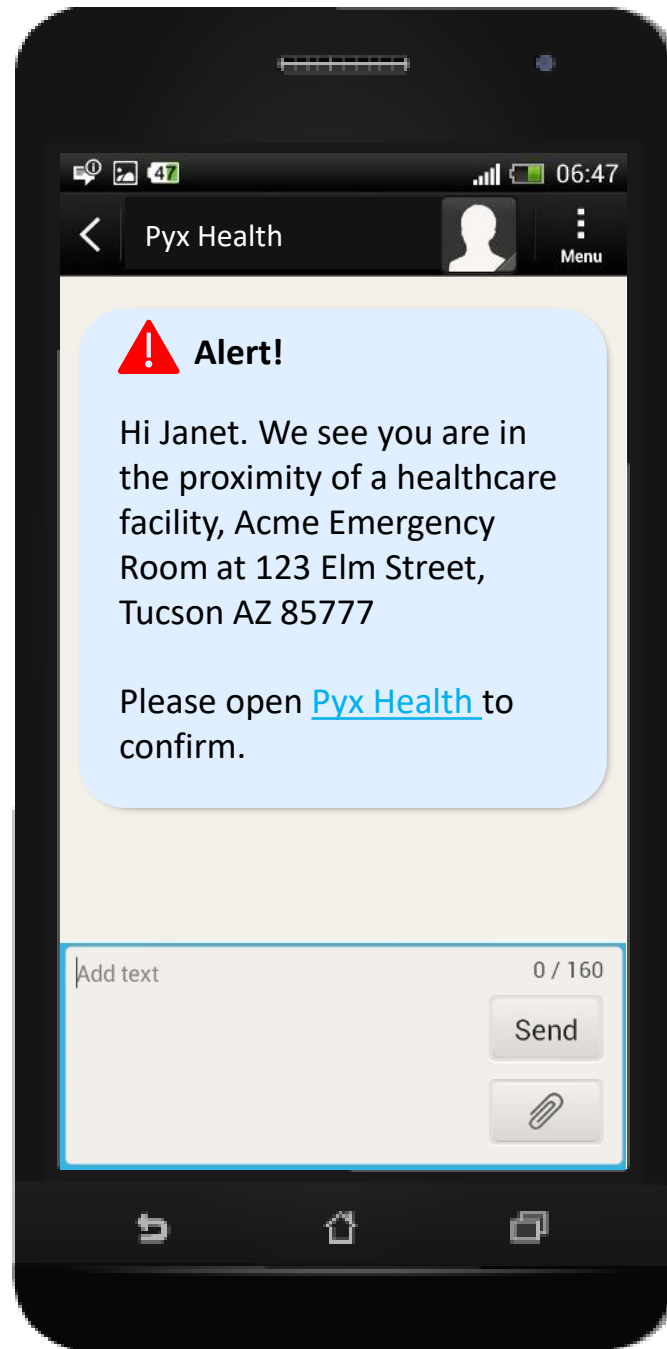 47
06:47
Pyx Health
Menu
Alert!
Hi Janet. We see you are in
the proximity of a healthcare
facility, Acme Emergency
Room at 123 Elm Street,
Tucson AZ 85777
Please open Pyx Health to
confirm.
Add text
0 / 160
Send